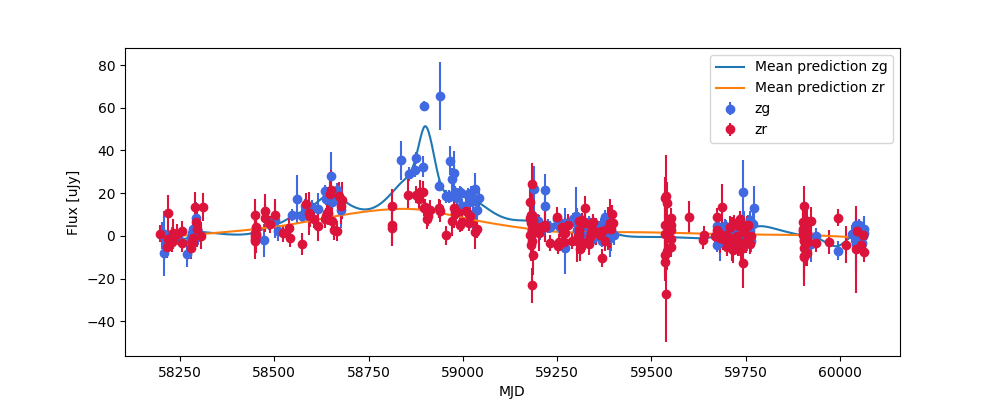 80
60
40
20
0
−20
−40
Flux [uJy]
58250
58500
58750
59000
59250
59500
59750
60000
MJD
Mean prediction zg
Mean prediction zr
zg
zr